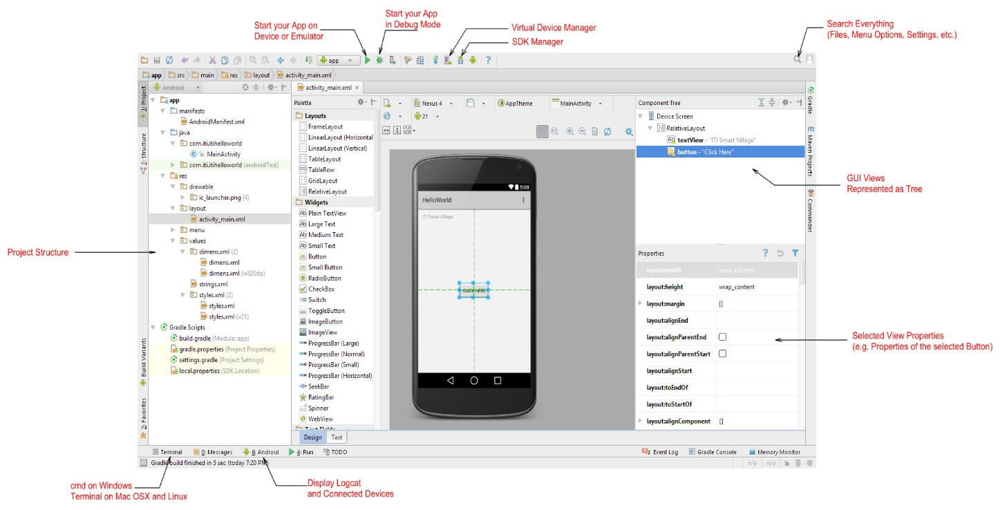 Start your App
in Debug Mode
Start your App on
Device or Emulator
Virtual Device Manager
SDK Manager
Search Everything
(Files, Menu Options, Settings, etc.)
app
app
src
main
res
layout
activity_main.xml
1: Project
7: Structure
Build Variants
2: Favorites
Android
app
manifests
AndroidManifest.xml
java
com.iti.itihelloworld
MainActivity
com.iti.itihelloworld (androidTest)
res
drawable
ic_launcher.png (4)
layout
activity_main.xml
menu
values
dimens.xml (2)
dimens.xml
dimens.xml (w820dp)
strings.xml
styles.xml (2)
styles.xml
styles.xml (v21)
Gradle Scripts
build.gradle (Module: app)
gradle.properties (Project Properties)
settings.gradle (Project Settings)
local.properties (SDK Location)
Project Structure
activity_main.xml
Palette
Layouts
FrameLayout
LinearLayout (Horizontal
LinearLayout (Vertical)
TableLayout
TableRow
GridLayout
RelativeLayout
Widgets
Ab Plain TextView
Ab Large Text
Ab Medium Text
Ab Small Text
OK Button
OK Small Button
RadioButton
CheckBox
Switch
ToggleButton
ImageButton
ImageView
ProgressBar (Large)
ProgressBar (Normal)
ProgressBar (Small)
ProgressBar (Horizontal)
SeekBar
RatingBar
Spinner
WebView
Text Fields
Design
Text
Nexus 4
AppTheme
MainActivity
21
5:00
HelloWorld
ITI Smart Village
CLICK HERE
Component Tree
Device Screen
RelativeLayout
Ab textView - "ITI Smart Village"
button - "Click Here"
Gradle
Maven Projects
Commander
GUI Views
Represented as Tree
Properties
layout:width wrap_content
layout:height wrap_content
layout:margin []
layout:alignEnd
layout:alignParentEnd
layout:alignParentStart
layout:alignStart
layout:toEndOf
layout:toStartOf
layout:alignComponent []
Selected View Properties
(e.g. Properties of the selected Button)
Terminal
0: Messages
6: Android
4: Run
TODO
2 Event Log
Gradle Console
Memory Monitor
Gradle build finished in 5 sec (today 7:20 PM)
n/a
n/a
cmd on Windows
Terminal on Mac OSX and Linux
Display Logcat
and Connected Devices